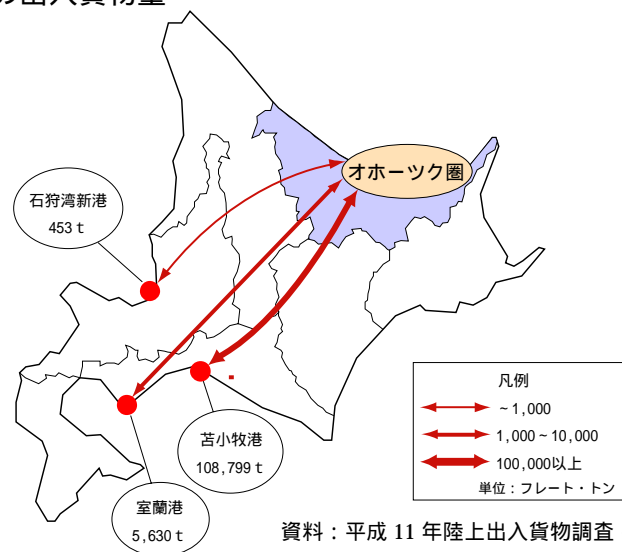 の出入貨物量
オホーツク圏
石狩湾新港
453ｔ
苫小牧港
108,799ｔ
室蘭港
5,630ｔ
凡例
～1,000
1,000～10,000
100,000以上
単位：フレート・トン
資料：平成 11 年陸上出入貨物調査